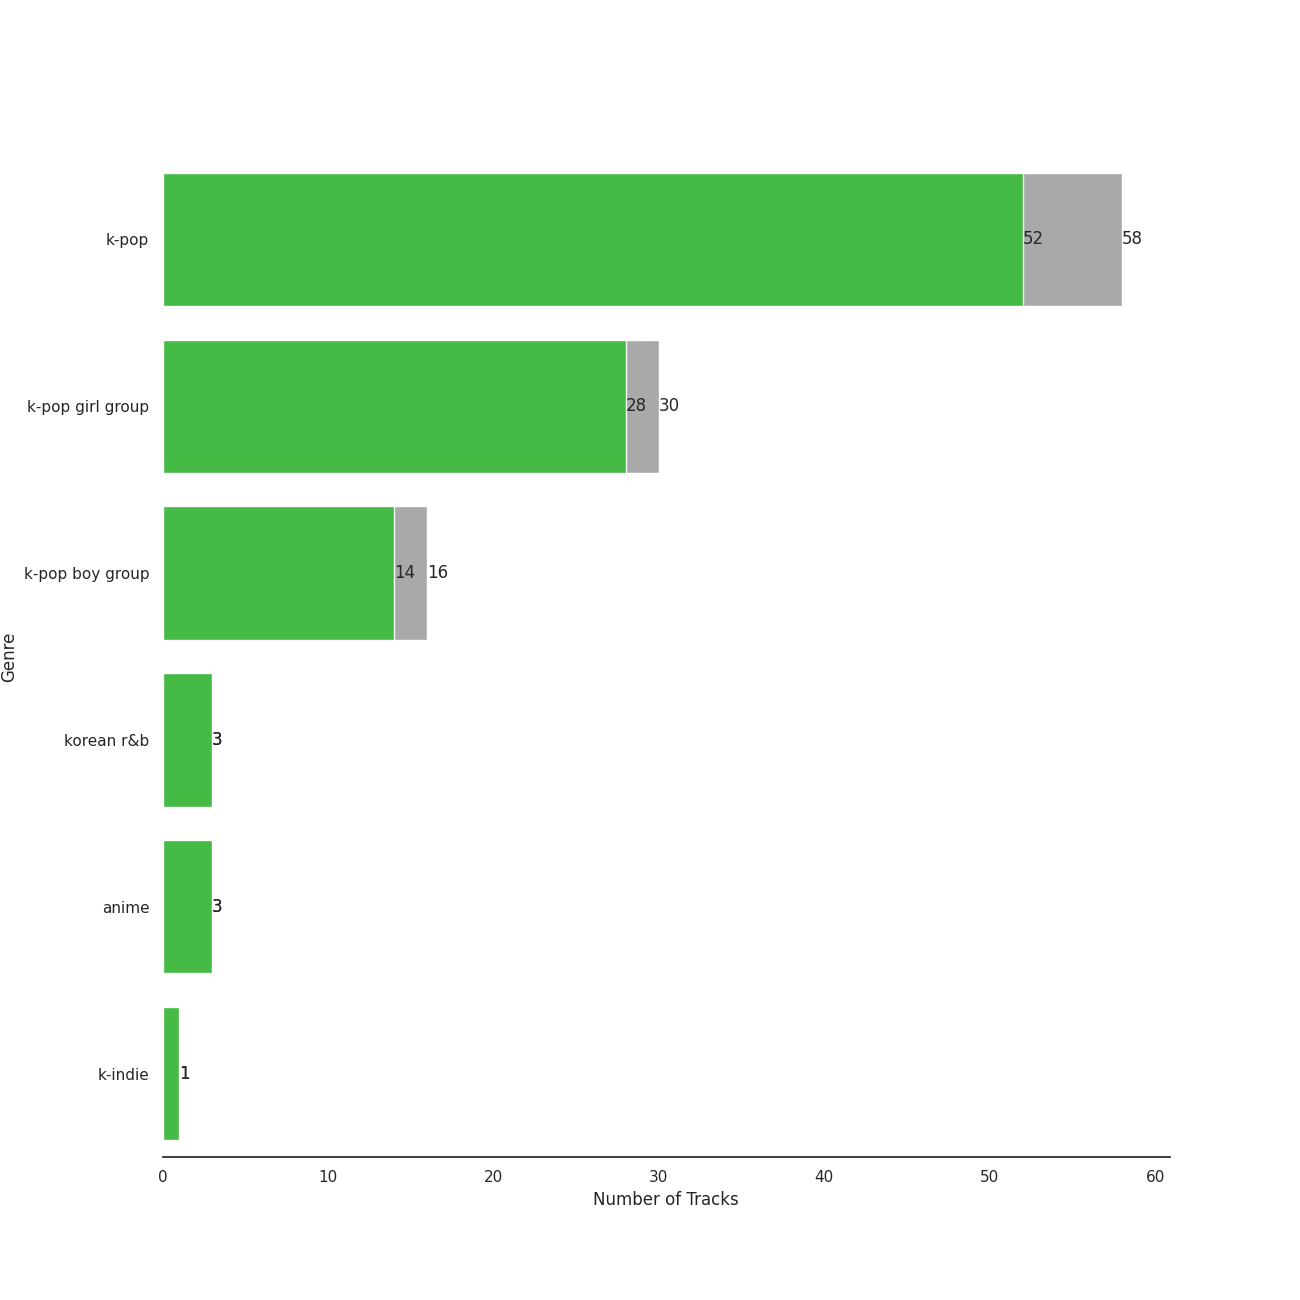 k-pop
52
58
k-pop girl group
28
30
k-pop boy group
14
16
Genre
korean r&b
3
anime
3
k-indie
1
0 10 20 30 40 50 60
Number of Tracks